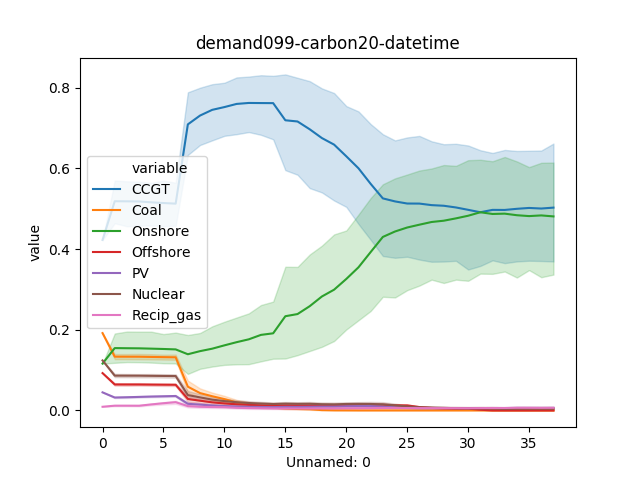 demand099-carbon20-datetime
value
0.8
0.6
0.4
0.2
0.0
variable
CCGT
Coal
Onshore
Offshore
PV
Nuclear
Recip_gas
0 5 10 15 20 25 30 35
Unnamed: 0